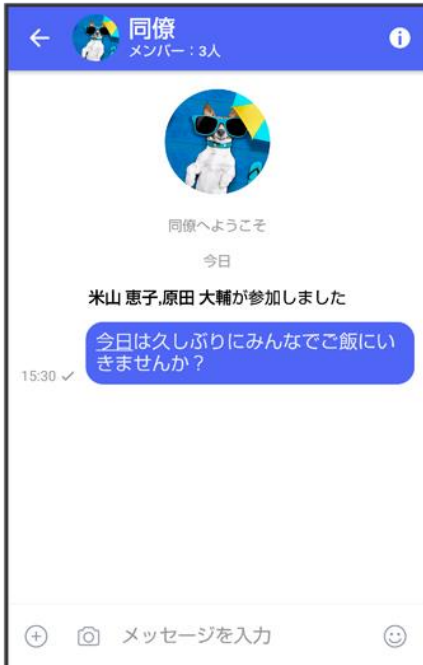 同僚
メンバー：3人
同僚へようこそ
今日
米山 恵子,原田 大輔が参加しました
今日は久しぶりにみんなでご飯にい
きませんか？
15:30
メッセージを入力